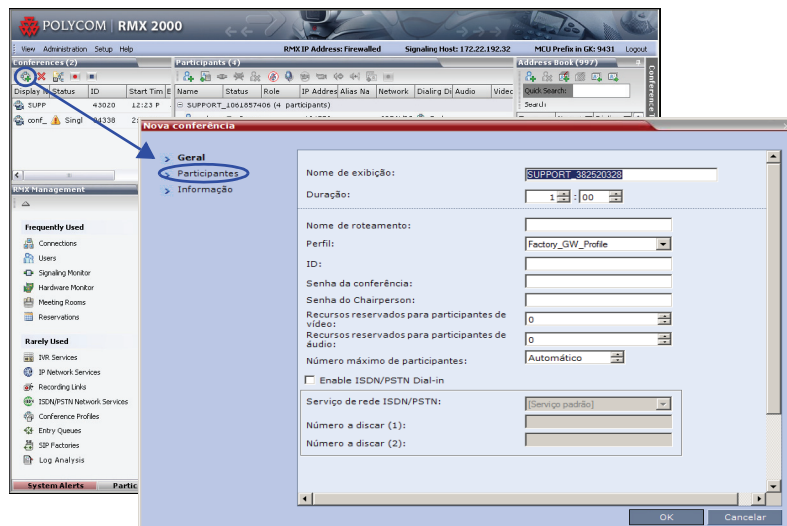 POLYCOM | RMX 2000
View Administration Setup Help RMX IP Address: Firewalled Signaling Host: 172.22.192.32 MCU Prefix in GK: 9431 Logout
Conferences (2)
Participants (4)
Address Book (997)
Quick Search:
Search
Display N Status ID Start Tim E
Name Status Role IP Addres Alias Na Network Dialing Di Audio Videc
SUPP 43020 12:23 P
SUPPORT_1061857406 (4 participants)
conf_ Singl 04338 2:
RMX Management
Frequently Used
Connections
Users
Signaling Monitor
Hardware Monitor
Meeting Rooms
Reservations
Rarely Used
IVR Services
IP Network Services
Recording Links
ISDN/PSTN Network Services
Conference Profiles
Entry Queues
SIP Factories
Log Analysis
System Alerts Partic
Nova conferência
Geral
Participantes
Informação
Nome de exibição: SUPPORT_382520328
Duração: 1 : 00
Nome de roteamento:
Perfil: Factory_GW_Profile
ID:
Senha da conferência:
Senha do Chairperson:
Recursos reservados para participantes de
vídeo: 0
Recursos reservados para participantes de
áudio: 0
Número máximo de participantes: Automático
Enable ISDN/PSTN Dial-in
Serviço de rede ISDN/PSTN: [Serviço padrão]
Número a discar (1):
Número a discar (2):
OK Cancelar